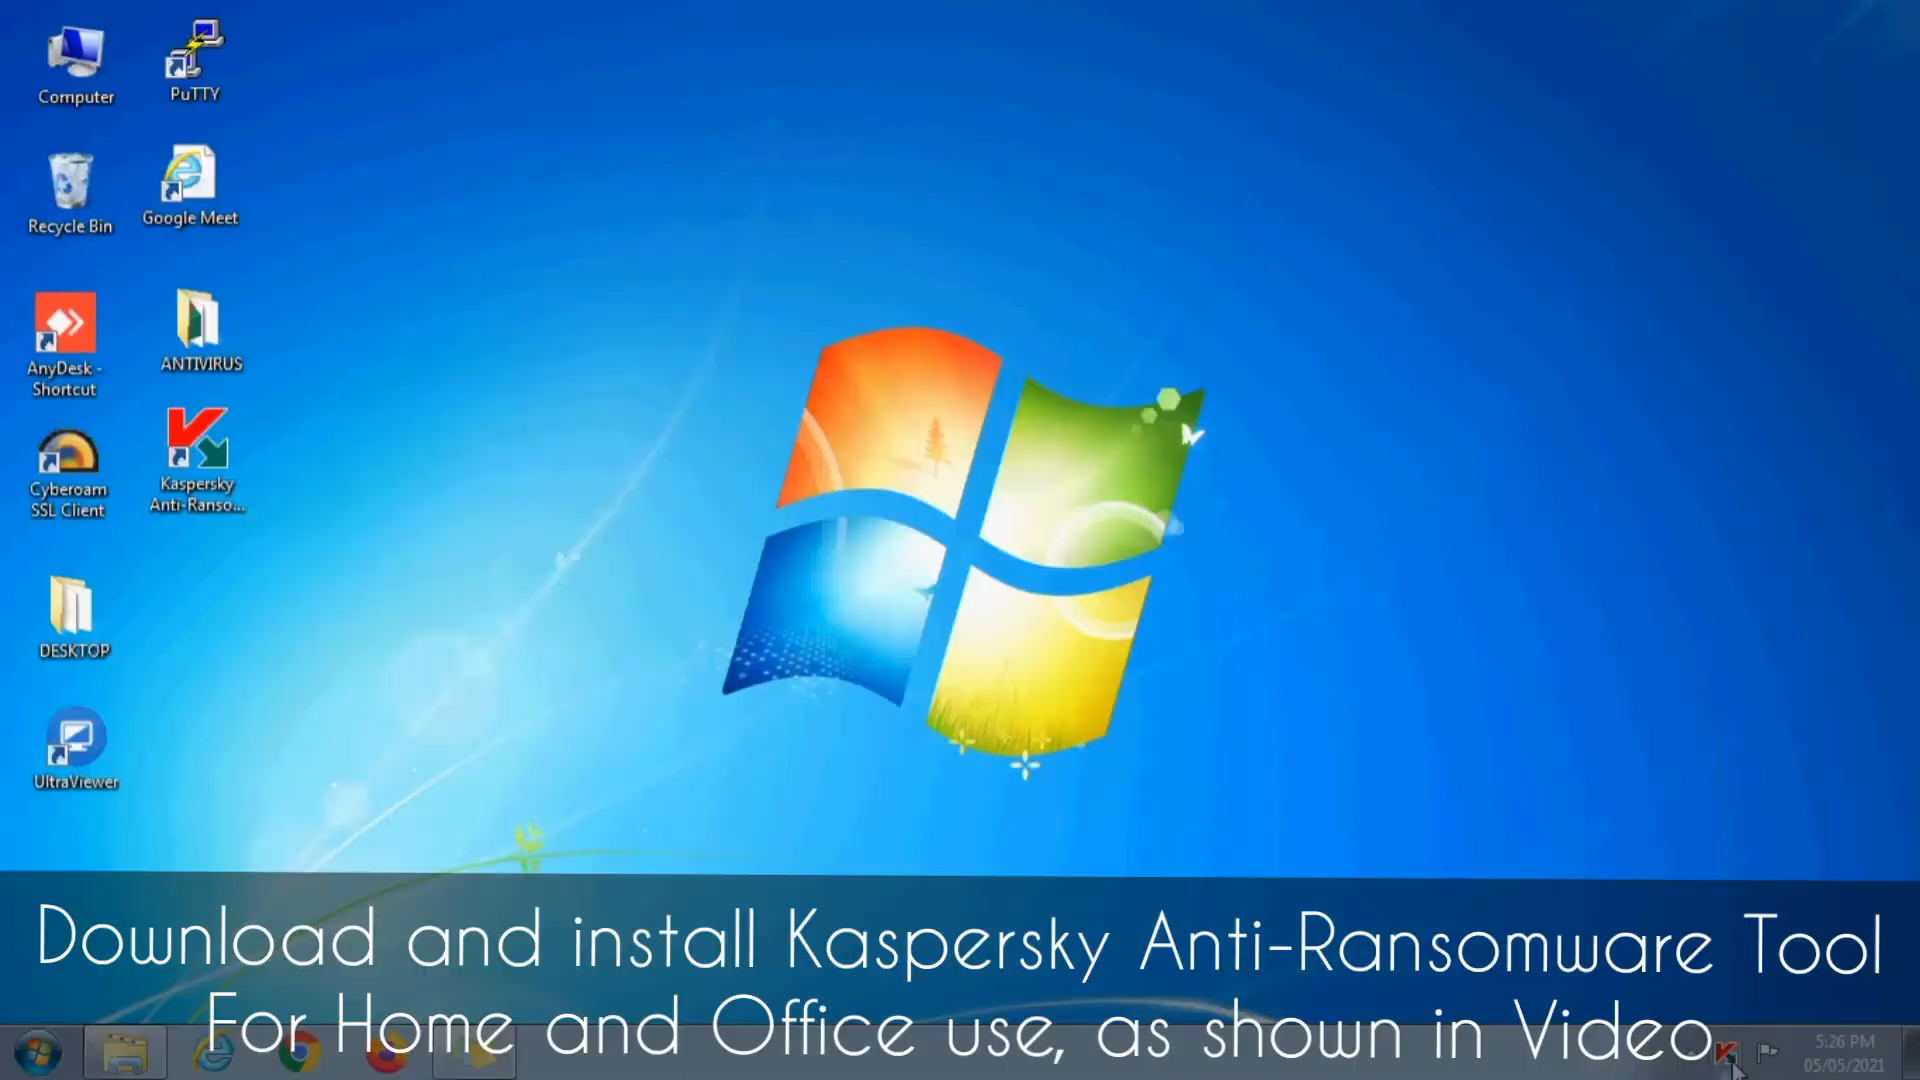 Computer
PuTTY
Recycle Bin
Google Meet
AnyDesk -
Shortcut
ANTIVIRUS
Cyberoam
SSL Client
Kaspersky
Anti-Ranso...
DESKTOP
UltraViewer
Download and install Kaspersky Anti-Ransomware Tool
For Home and Office use, as shown in Video.
5:26 PM
05/05/2021